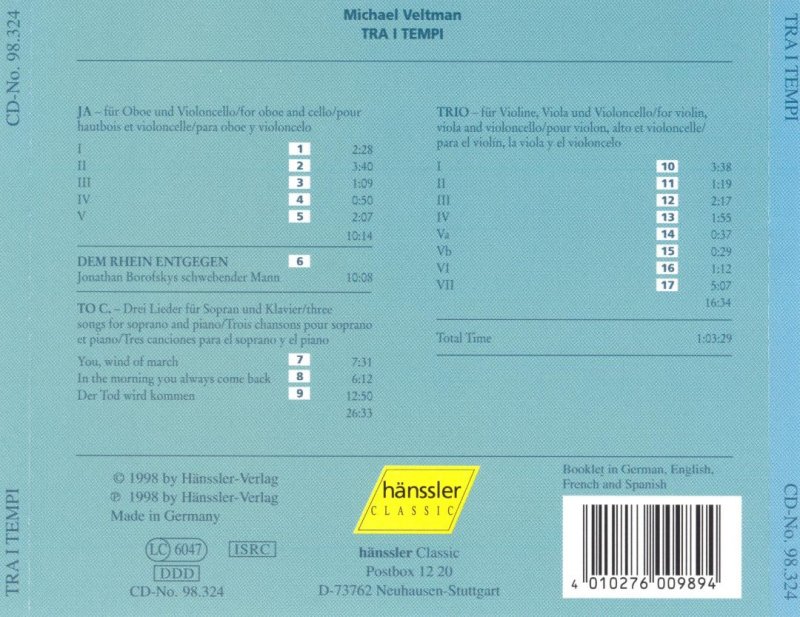 Michael Veltman
TRA I TEMPI
CD-No. 98.324
TRA I TEMPI
JA – für Oboe und Violoncello/for oboe and cello/pour
hautbois et violoncelle/para oboe y violoncelo
I 1 2:28
II 2 3:40
III 3 1:09
IV 4 0:50
V 5 2:07
10:14
DEM RHEIN ENTGEGEN 6
Jonathan Borofskys schwebender Mann 10:08
TO C. – Drei Lieder für Sopran und Klavier/three
songs for soprano and piano/Trois chansons pour soprano
et piano/Tres canciones para el soprano y el piano
You, wind of march 7 7:31
In the morning you always come back 8 6:12
Der Tod wird kommen 9 12:50
26:33
TRIO – für Violine, Viola und Violoncello/for violin,
viola and violoncello/pour violon, alto et violoncelle/
para el violín, la viola y el violoncelo
I 10 3:38
II 11 1:19
III 12 2:17
IV 13 1:55
Va 14 0:37
Vb 15 0:29
VI 16 1:12
VII 17 5:07
16:34
Total Time 1:03:29
© 1998 by Hänssler-Verlag
℗ 1998 by Hänssler-Verlag
Made in Germany
LC 6047 ISRC
DDD
CD-No. 98.324
hänssler
CLASSIC
hänssler Classic
Postbox 12 20
D-73762 Neuhausen-Stuttgart
Booklet in German, English,
French and Spanish
4 010276 009894
TRA I TEMPI
CD-No. 98.324